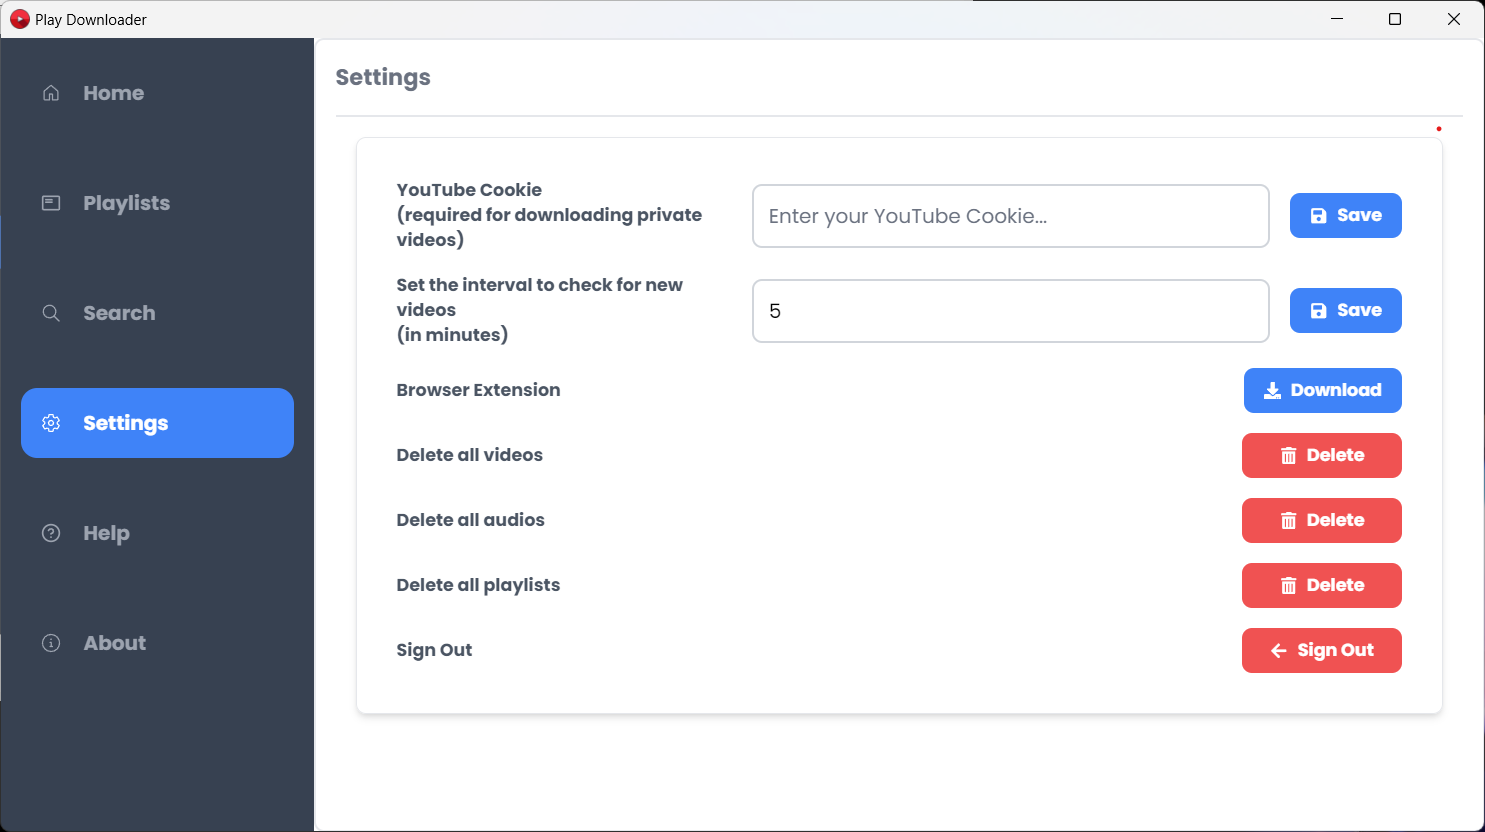 Play Downloader
Home
Playlists
Search
Settings
Help
About
Settings
YouTube Cookie
(required for downloading private
videos)
Enter your YouTube Cookie...
Save
Set the interval to check for new
videos
(in minutes)
5
Save
Browser Extension
Download
Delete all videos
Delete
Delete all audios
Delete
Delete all playlists
Delete
Sign Out
Sign Out